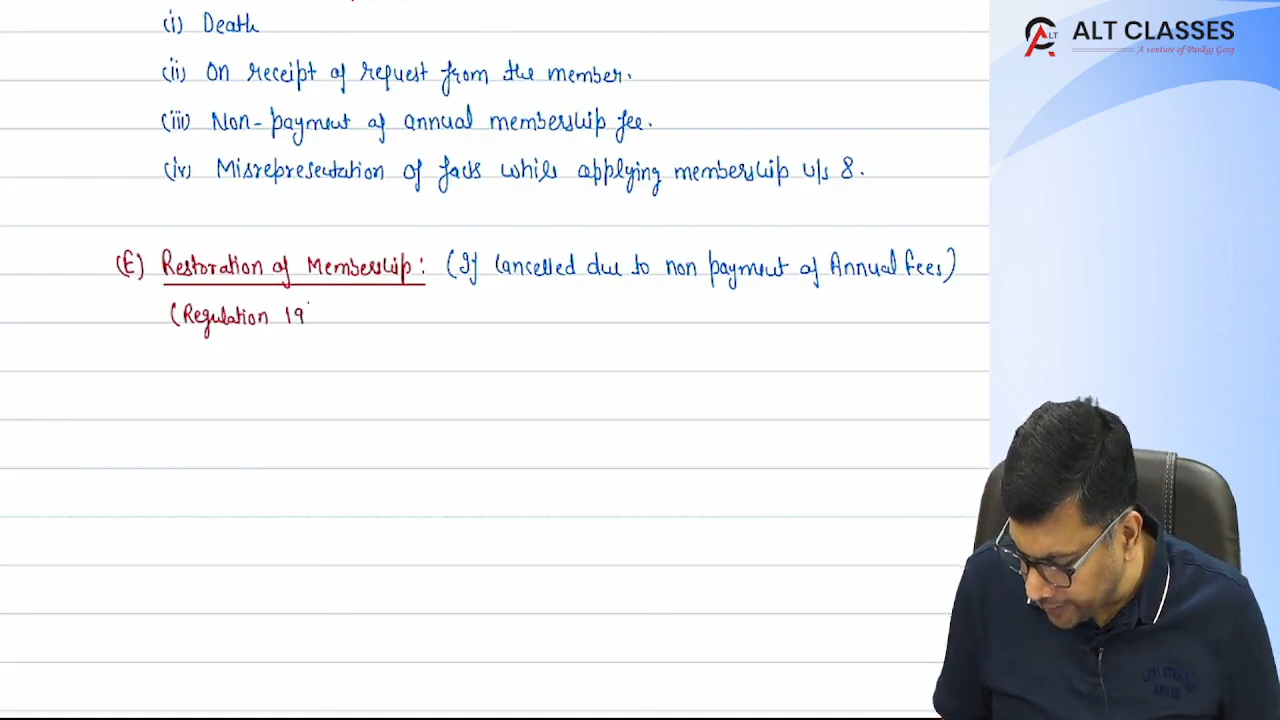 (i) Death
(ii) On receipt of request from the member.
(iii) Non-payment of annual membership fee.
(iv) Misrepresentation of facts while applying membership u/s 8.
(E) Restoration of Membership: (If cancelled due to non payment of Annual Fees)
(Regulation 19
ALT
ALT CLASSES
A venture of Pankaj Garg